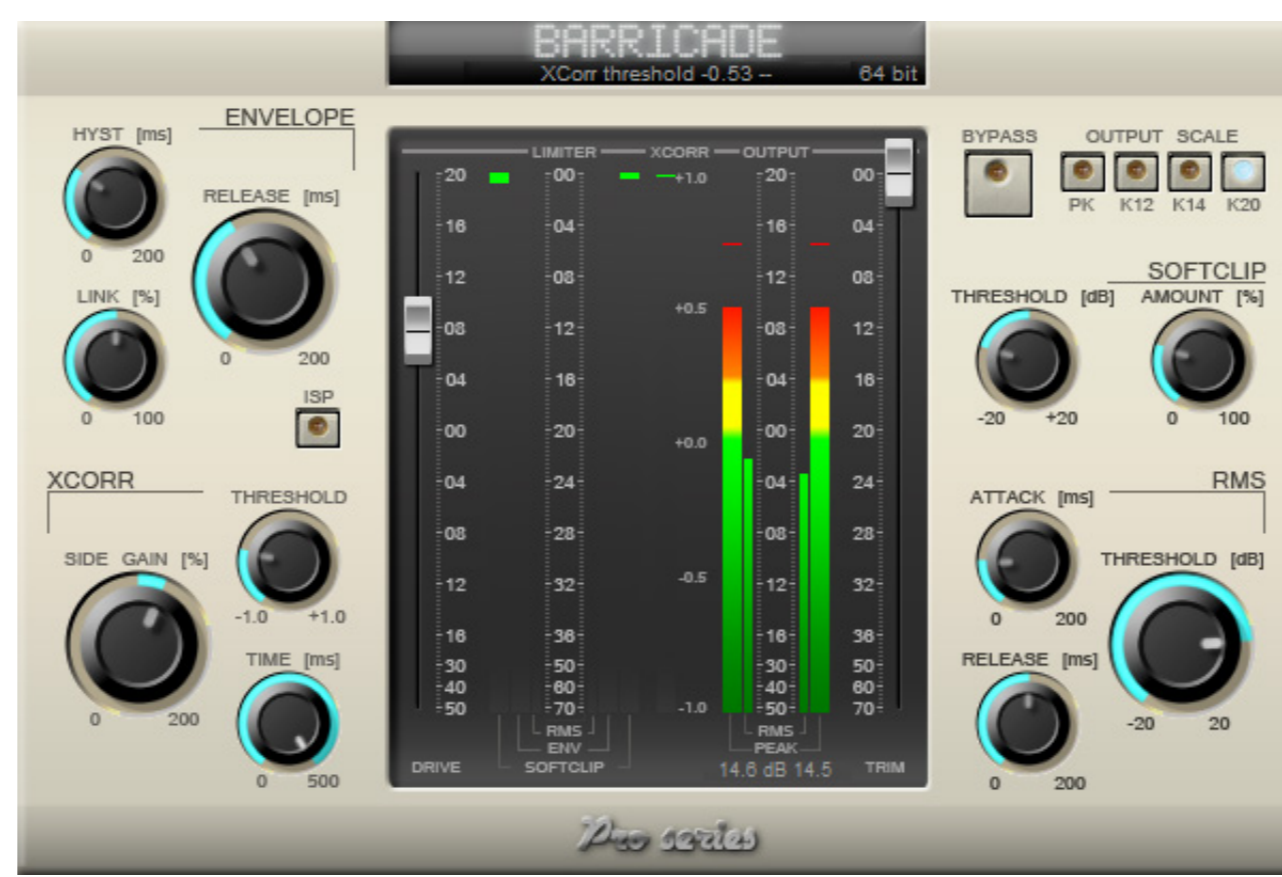 BARRICADE
XCorr threshold -0.53 --
64 bit
ENVELOPE
HYST [ms]
0 200
RELEASE [ms]
0 200
LINK [%]
0 100
ISP
XCORR
THRESHOLD
-1.0 +1.0
SIDE GAIN [%]
0 200
TIME [ms]
0 500
LIMITER XCORR OUTPUT
20 00 +1.0 20 00
16 04 16 04
12 08 12 08
+0.5
08 12 08 12
04 16 04 16
00 20 +0.0 00 20
04 24 04 24
08 28 08 28
12 32 -0.5 12 32
16 36 16 36
30 50 30 50
40 60 40 60
50 70 -1.0 50 70
RMS RMS
ENV PEAK
DRIVE SOFTCLIP 14.6 dB 14.5 TRIM
BYPASS
OUTPUT SCALE
PK K12 K14 K20
SOFTCLIP
THRESHOLD [dB] AMOUNT [%]
-20 +20 0 100
RMS
ATTACK [ms]
0 200
THRESHOLD [dB]
-20 20
RELEASE [ms]
0 200
Pro series